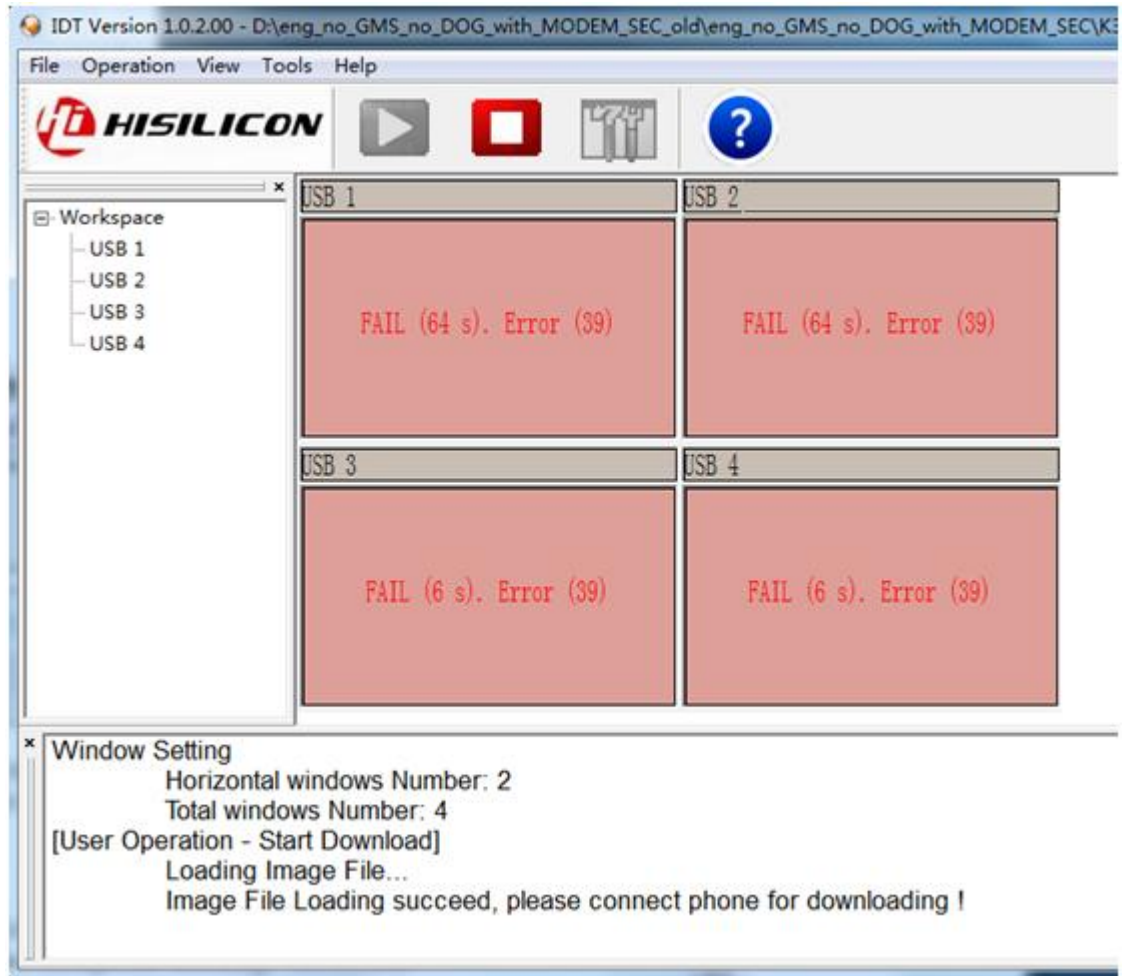 IDT Version 1.0.2.00 - D:\eng_no_GMS_no_DOG_with_MODEM_SEC_old\eng_no_GMS_no_DOG_with_MODEM_SEC\K3
File Operation View Tools Help
HISILICON
Workspace
USB 1
USB 2
USB 3
USB 4
USB 1
FAIL (64 s). Error (39)
USB 2
FAIL (64 s). Error (39)
USB 3
FAIL (6 s). Error (39)
USB 4
FAIL (6 s). Error (39)
Window Setting
Horizontal windows Number: 2
Total windows Number: 4
[User Operation - Start Download]
Loading Image File...
Image File Loading succeed, please connect phone for downloading !